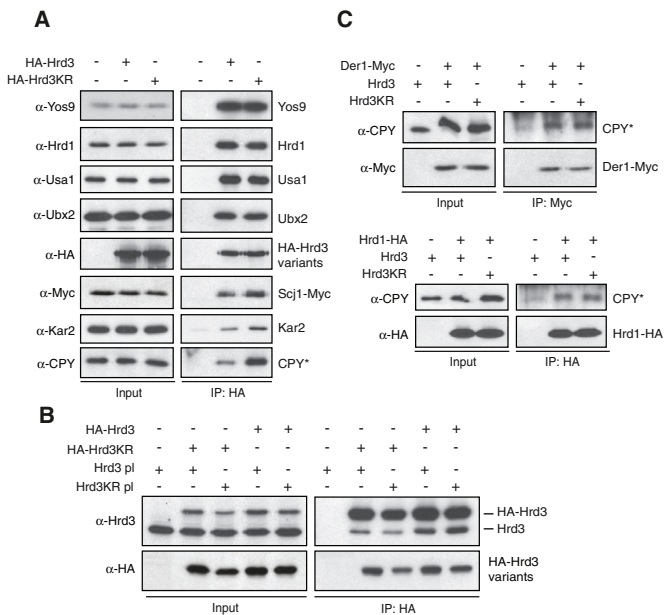 A
HA-Hrd3 - + - - + -
HA-Hrd3KR - - + - - +
α-Yos9 Yos9
α-Hrd1 Hrd1
α-Usa1 Usa1
α-Ubx2 Ubx2
α-HA HA-Hrd3 variants
α-Myc Scj1-Myc
α-Kar2 Kar2
α-CPY CPY*
Input IP: HA
B
HA-Hrd3 - - - + + - - - + +
HA-Hrd3KR - + + - - - + + - -
Hrd3 pl + + - + - + + - + -
Hrd3KR pl - - + - + - - + - +
α-Hrd3 HA-Hrd3
Hrd3
α-HA HA-Hrd3 variants
Input IP: HA
C
Der1-Myc - + + - + +
Hrd3 + + - + + -
Hrd3KR - - + - - +
α-CPY CPY*
α-Myc Der1-Myc
Input IP: Myc
Hrd1-HA - + + - + +
Hrd3 + + - + + -
Hrd3KR - - + - - +
α-CPY CPY*
α-HA Hrd1-HA
Input IP: HA